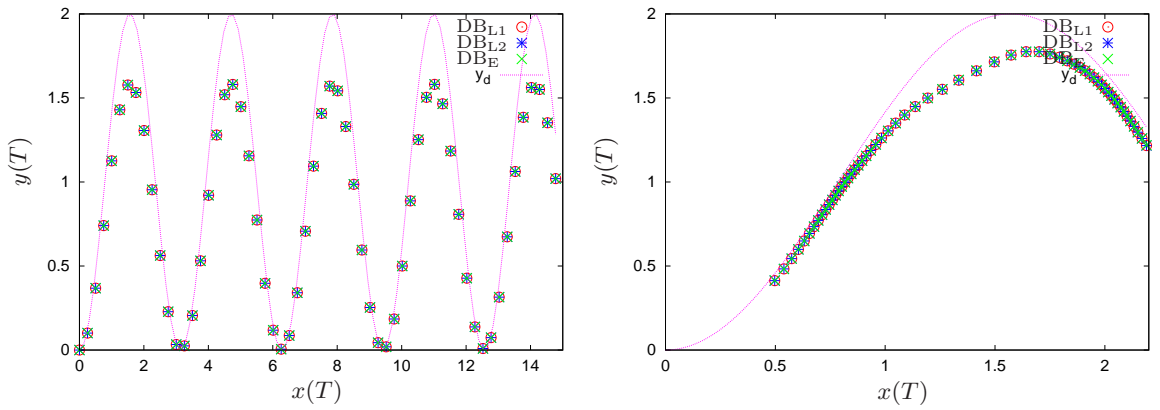 2
1.5
1
0.5
0
0 2 4 6 8 10 12 14
y(T)
x(T)
DB_L1
DB_L2
DB_E
y_d
2
1.5
1
0.5
0
0 0.5 1 1.5 2
y(T)
x(T)
DB_L1
DB_L2
DB_E
y_d